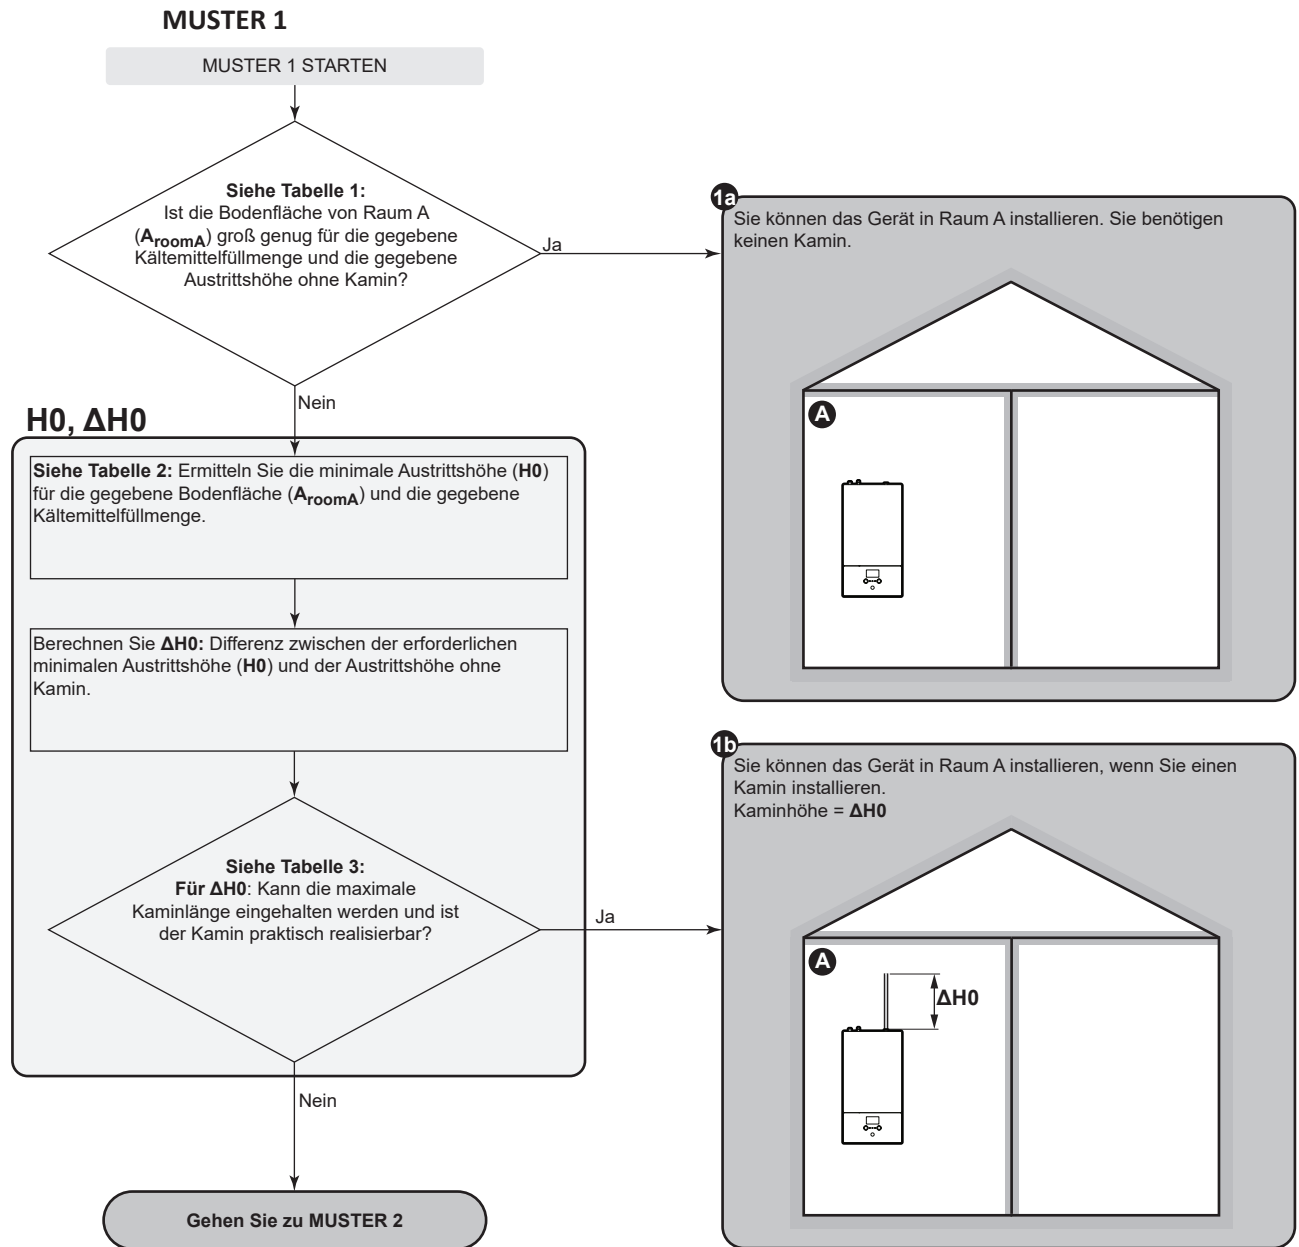 MUSTER 1
MUSTER 1 STARTEN
Siehe Tabelle 1:
Ist die Bodenfläche von Raum A
(AroomA) groß genug für die gegebene
Kältemittelfüllmenge und die gegebene
Austrittshöhe ohne Kamin?
Ja
1a
Sie können das Gerät in Raum A installieren. Sie benötigen
keinen Kamin.
A
Nein
H0, ΔH0
Siehe Tabelle 2: Ermitteln Sie die minimale Austrittshöhe (H0)
für die gegebene Bodenfläche (AroomA) und die gegebene
Kältemittelfüllmenge.
Berechnen Sie ΔH0: Differenz zwischen der erforderlichen
minimalen Austrittshöhe (H0) und der Austrittshöhe ohne
Kamin.
Siehe Tabelle 3:
Für ΔH0: Kann die maximale
Kaminlänge eingehalten werden und ist
der Kamin praktisch realisierbar?
Ja
1b
Sie können das Gerät in Raum A installieren, wenn Sie einen
Kamin installieren.
Kaminhöhe = ΔH0
A
ΔH0
Nein
Gehen Sie zu MUSTER 2